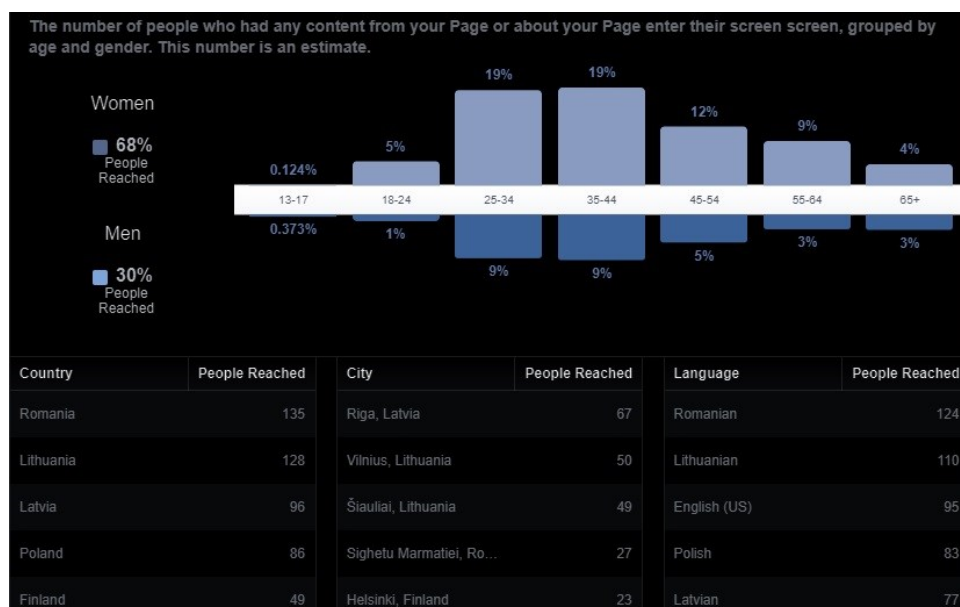 The number of people who had any content from your Page or about your Page enter their screen screen, grouped by
age and gender. This number is an estimate.
Women
68%
People
Reached
0.124% 5% 19% 19% 12% 9% 4%
13-17 18-24 25-34 35-44 45-54 55-64 65+
0.373% 1% 9% 9% 5% 3% 3%
Men
30%
People
Reached
Country People Reached City People Reached Language People Reached
Romania 135 Riga, Latvia 67 Romanian 124
Lithuania 128 Vilnius, Lithuania 50 Lithuanian 110
Latvia 96 Šiauliai, Lithuania 49 English (US) 95
Poland 86 Sighetu Marmatiei, Ro... 27 Polish 83
Finland 49 Helsinki, Finland 23 Latvian 77